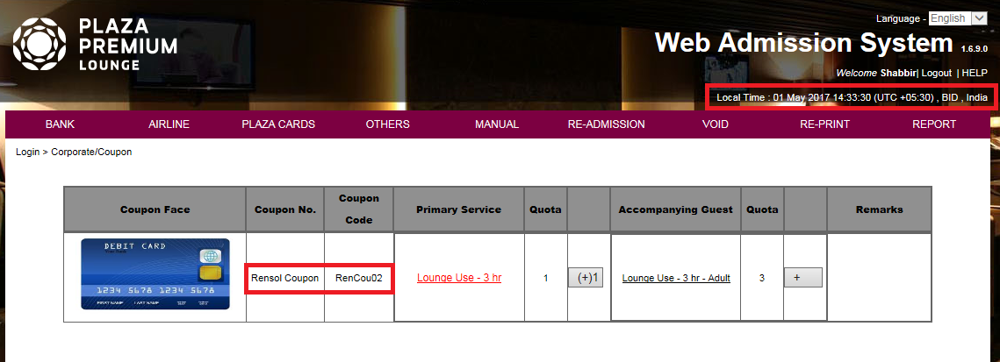 PLAZA
PREMIUM
LOUNGE
Language - English
Web Admission System 1.6.9.0
Welcome Shabbir| Logout | HELP
Local Time : 01 May 2017 14:33:30 (UTC +05:30) , BID , India
BANK AIRLINE PLAZA CARDS OTHERS MANUAL RE-ADMISSION VOID RE-PRINT REPORT
Login > Corporate/Coupon
Coupon Face Coupon No. Coupon Code Primary Service Quota Accompanying Guest Quota Remarks
DEBIT CARD
1234 5678 1234 5678
FIRST NAME LAST NAME
Rensol Coupon RenCou02 Lounge Use - 3 hr 1 (+)1 Lounge Use - 3 hr - Adult 3 +